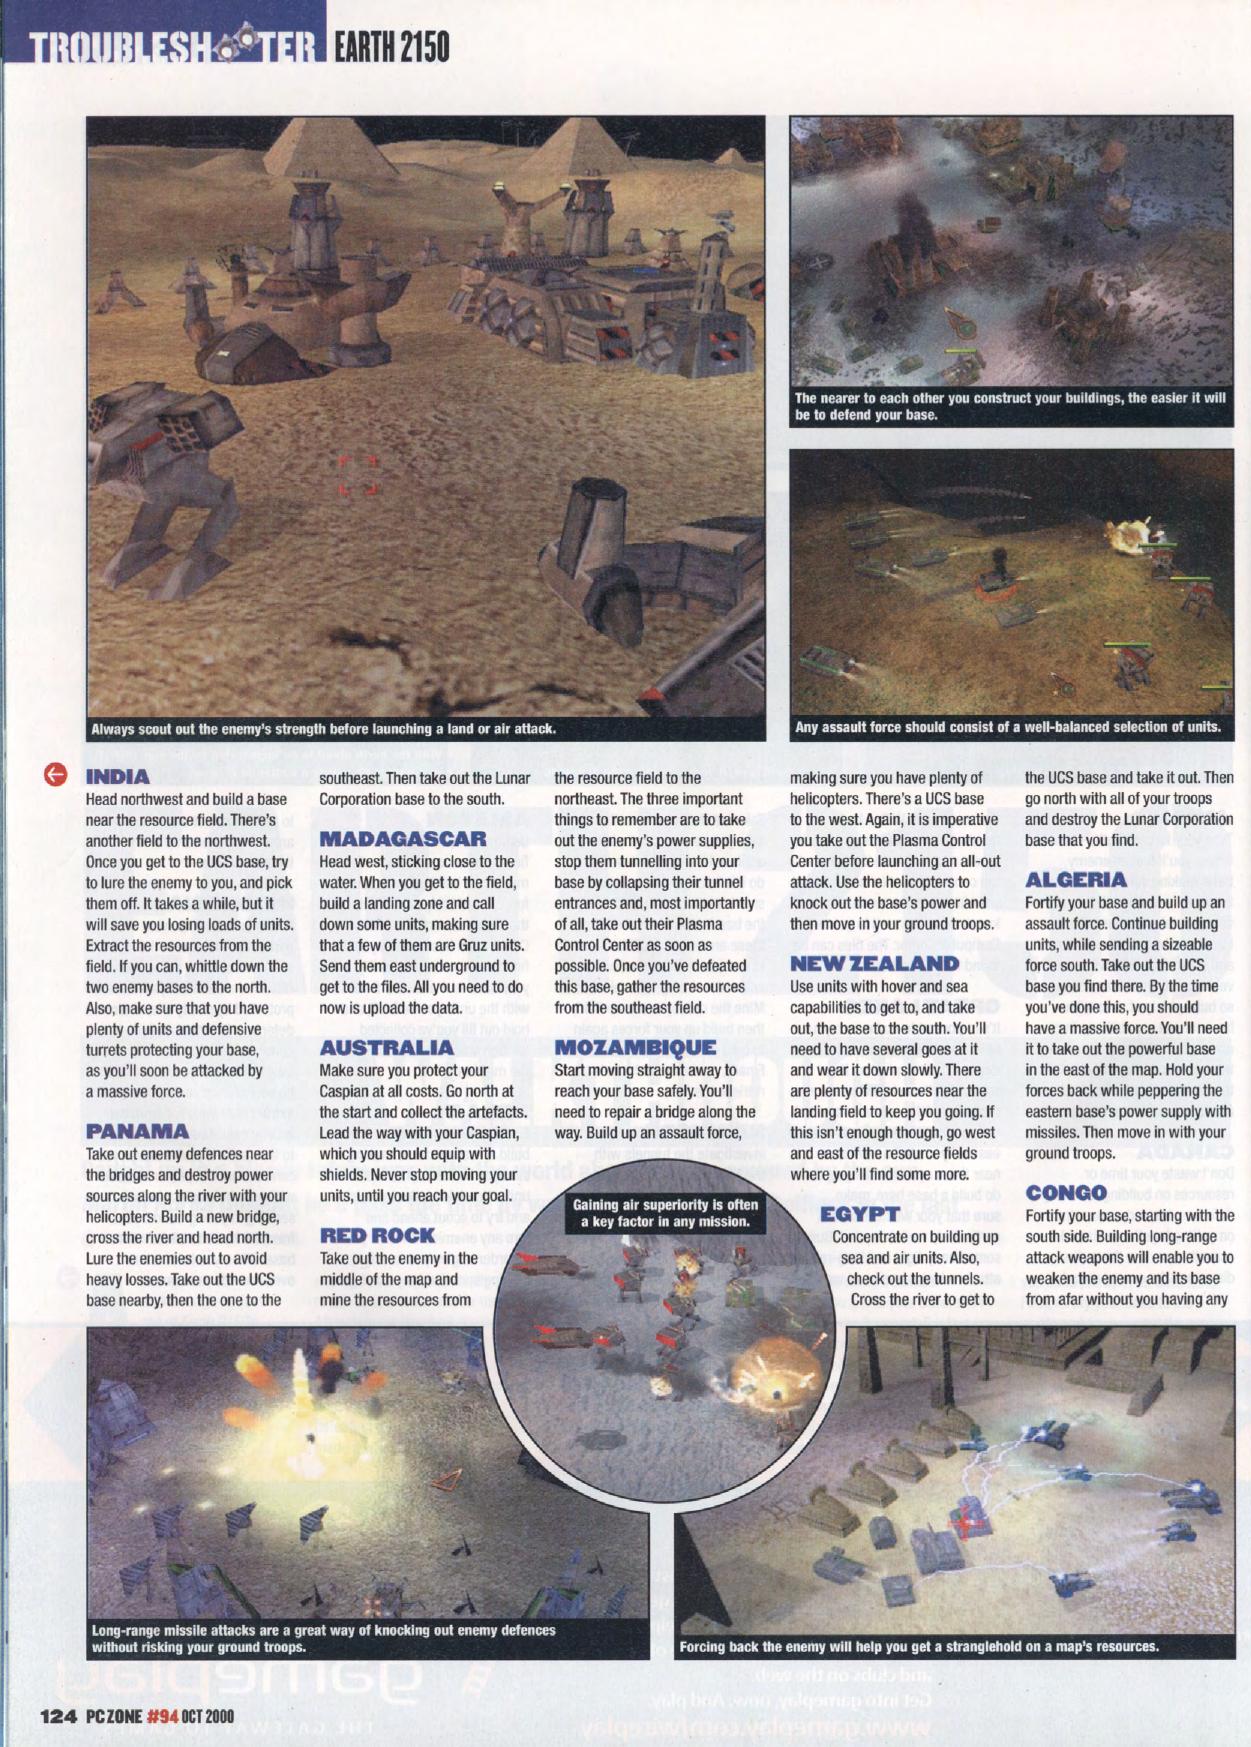 TROUBLESHOOTER EARTH 2150
Always scout out the enemy's strength before launching a land or air attack.
The nearer to each other you construct your buildings, the easier it will
be to defend your base.
Any assault force should consist of a well-balanced selection of units.
INDIA
Head northwest and build a base
near the resource field. There's
another field to the northwest.
Once you get to the UCS base, try
to lure the enemy to you, and pick
them off. It takes a while, but it
will save you losing loads of units.
Extract the resources from the
field. If you can, whittle down the
two enemy bases to the north.
Also, make sure that you have
plenty of units and defensive
turrets protecting your base,
as you'll soon be attacked by
a massive force.
PANAMA
Take out enemy defences near
the bridges and destroy power
sources along the river with your
helicopters. Build a new bridge,
cross the river and head north.
Lure the enemies out to avoid
heavy losses. Take out the UCS
base nearby, then the one to the
southeast. Then take out the Lunar
Corporation base to the south.
MADAGASCAR
Head west, sticking close to the
water. When you get to the field,
build a landing zone and call
down some units, making sure
that a few of them are Gruz units.
Send them east underground to
get to the files. All you need to do
now is upload the data.
AUSTRALIA
Make sure you protect your
Caspian at all costs. Go north at
the start and collect the artefacts.
Lead the way with your Caspian,
which you should equip with
shields. Never stop moving your
units, until you reach your goal.
RED ROCK
Take out the enemy in the
middle of the map and
mine the resources from
the resource field to the
northeast. The three important
things to remember are to take
out the enemy's power supplies,
stop them tunnelling into your
base by collapsing their tunnel
entrances and, most importantly
of all, take out their Plasma
Control Center as soon as
possible. Once you've defeated
this base, gather the resources
from the southeast field.
MOZAMBIQUE
Start moving straight away to
reach your base safely. You'll
need to repair a bridge along the
way. Build up an assault force,
making sure you have plenty of
helicopters. There's a UCS base
to the west. Again, it is imperative
you take out the Plasma Control
Center before launching an all-out
attack. Use the helicopters to
knock out the base's power and
then move in your ground troops.
NEW ZEALAND
Use units with hover and sea
capabilities to get to, and take
out, the base to the south. You'll
need to have several goes at it
and wear it down slowly. There
are plenty of resources near the
landing field to keep you going. If
this isn't enough though, go west
and east of the resource fields
where you'll find some more.
EGYPT
Concentrate on building up
sea and air units. Also,
check out the tunnels.
Cross the river to get to
the UCS base and take it out. Then
go north with all of your troops
and destroy the Lunar Corporation
base that you find.
ALGERIA
Fortify your base and build up an
assault force. Continue building
units, while sending a sizeable
force south. Take out the UCS
base you find there. By the time
you've done this, you should
have a massive force. You'll need
it to take out the powerful base
in the east of the map. Hold your
forces back while peppering the
eastern base's power supply with
missiles. Then move in with your
ground troops.
CONGO
Fortify your base, starting with the
south side. Building long-range
attack weapons will enable you to
weaken the enemy and its base
from afar without you having any
Gaining air superiority is often
a key factor in any mission.
Long-range missile attacks are a great way of knocking out enemy defences
without risking your ground troops.
Forcing back the enemy will help you get a stranglehold on a map's resources.
124 PCZONE #94 OCT 2000